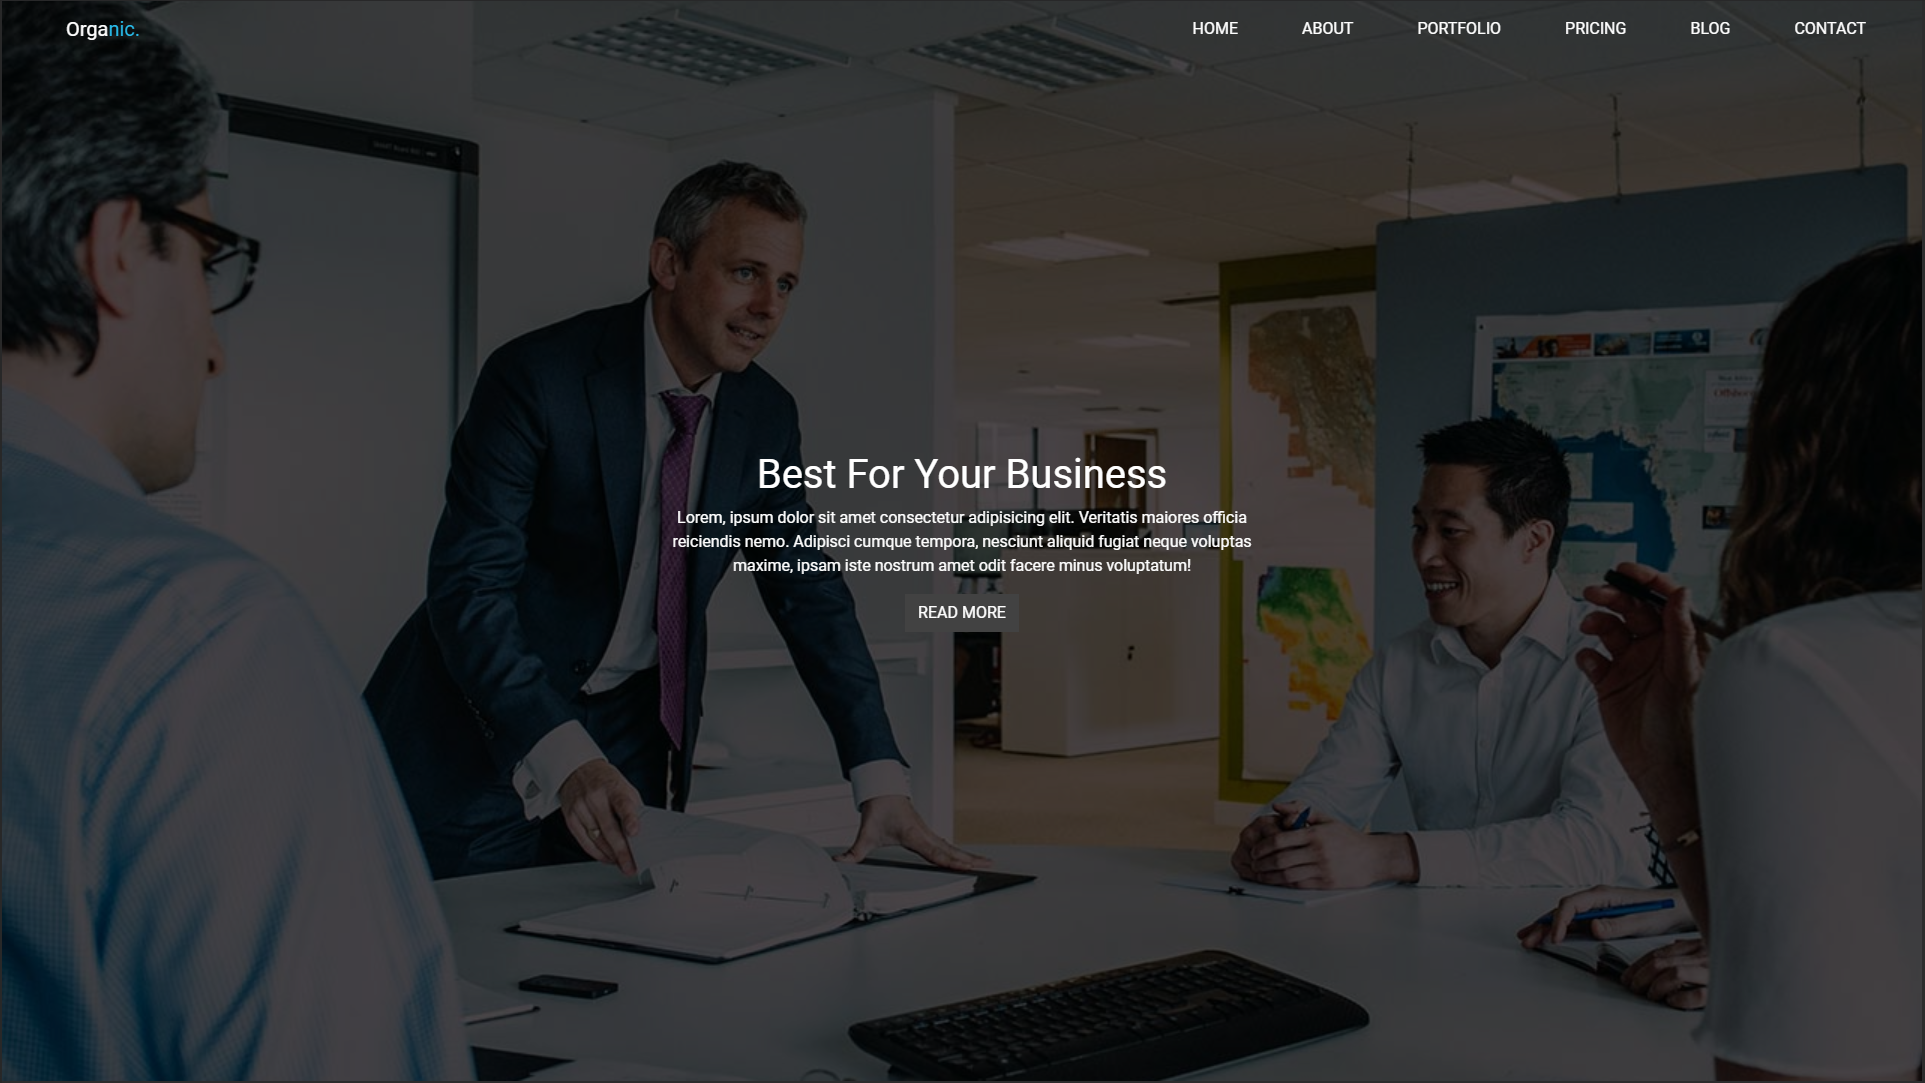 Organic.
HOME ABOUT PORTFOLIO PRICING BLOG CONTACT
Best For Your Business
Lorem, ipsum dolor sit amet consectetur adipisicing elit. Veritatis maiores officia
reiciendis nemo. Adipisci cumque tempora, nesciunt aliquid fugiat neque voluptas
maxime, ipsam iste nostrum amet odit facere minus voluptatum!
READ MORE